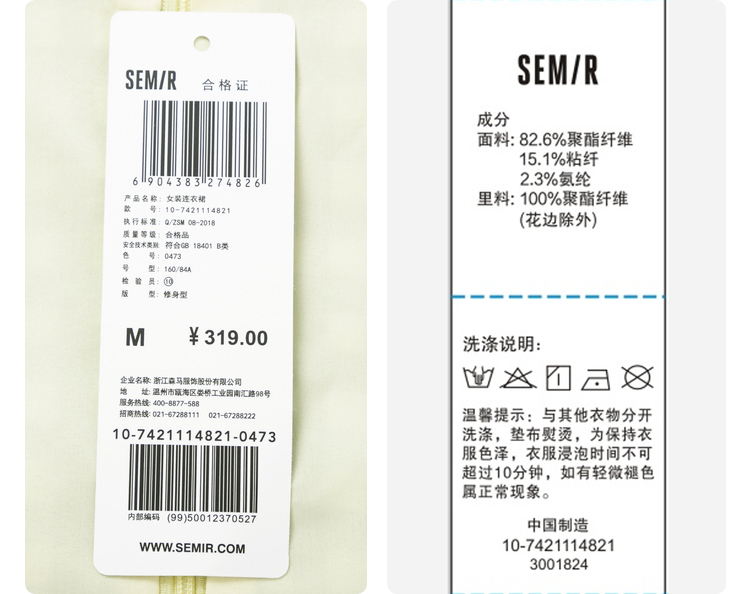 SEM/R 合格证
6 904383 274826
产品名称: 女装连衣裙
款 号: 10-7421114821
执行标准: Q/ZSM 08-2018
质量等级: 合格品
安全技术类别: 符合GB 18401 B类
色 号: 0473
号 型: 160/84A
检 验 员: ⑩
版 型: 修身型
M ¥319.00
企业名称: 浙江森马服饰股份有限公司
地 址: 温州市瓯海区娄桥工业园南汇路98号
服务热线: 400-8877-588
招商热线: 021-67288111 021-67288222
10-7421114821-0473
内部编码 (99)50012370527
WWW.SEMIR.COM
SEM/R
成分
面料: 82.6%聚酯纤维
15.1%粘纤
2.3%氨纶
里料: 100%聚酯纤维
(花边除外)
洗涤说明:
温馨提示: 与其他衣物分开
洗涤，垫布熨烫，为保持衣
服色泽，衣服浸泡时间不可
超过10分钟，如有轻微褪色
属正常现象。
中国制造
10-7421114821
3001824